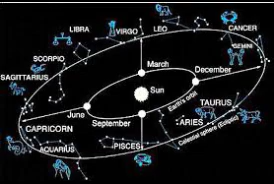 LIBRA
VIRGO
LEO
CANCER
SCORPIO
GEMINI
SAGITTARIUS
March
December
Sun
June
Earth's orbit
September
TAURUS
ARIES
CAPRICORN
Celestial sphere (Ecliptic)
AQUARIUS
PISCES